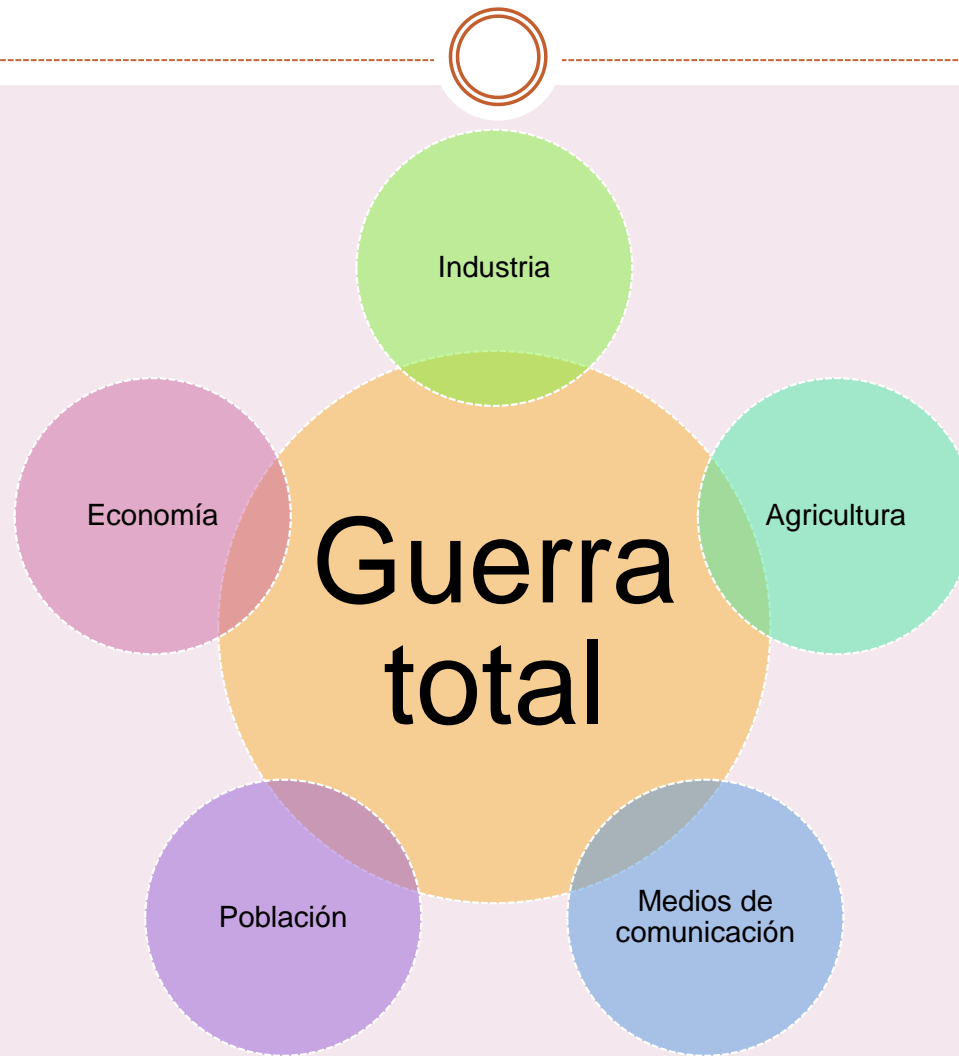 Industria
Economía
Agricultura
Guerra
total
Población
Medios de
comunicación